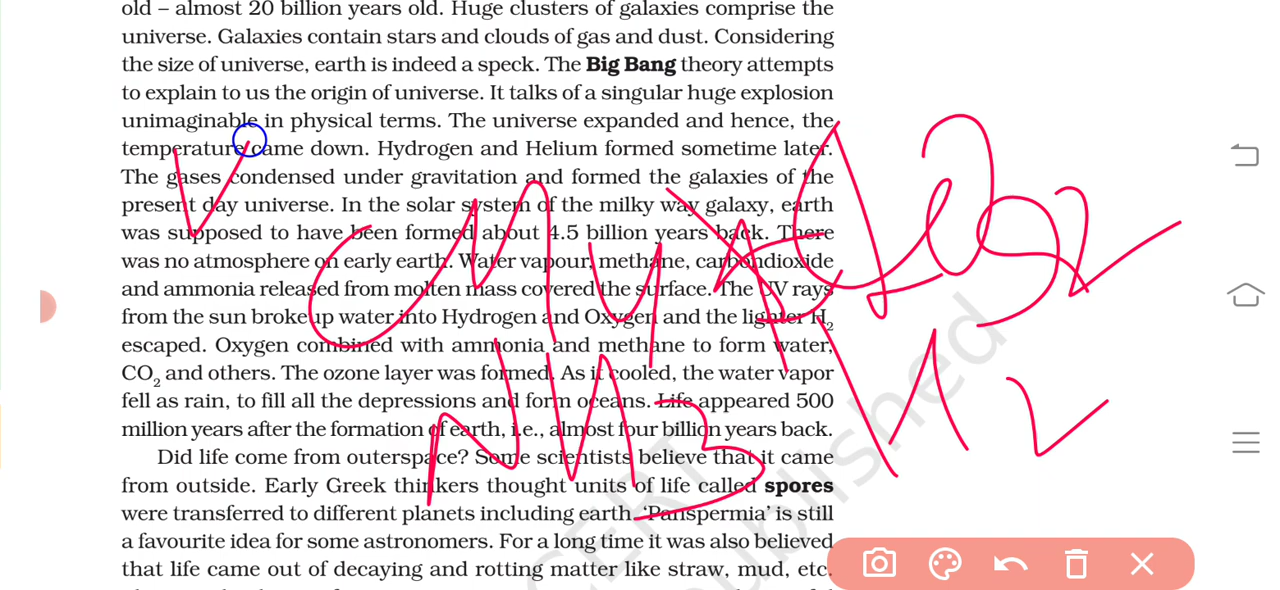 old – almost 20 billion years old. Huge clusters of galaxies comprise the
universe. Galaxies contain stars and clouds of gas and dust. Considering
the size of universe, earth is indeed a speck. The Big Bang theory attempts
to explain to us the origin of universe. It talks of a singular huge explosion
unimaginable in physical terms. The universe expanded and hence, the
temperature came down. Hydrogen and Helium formed sometime later.
The gases condensed under gravitation and formed the galaxies of the
present day universe. In the solar system of the milky way galaxy, earth
was supposed to have been formed about 4.5 billion years back. There
was no atmosphere on early earth. Water vapour, methane, carbondioxide
and ammonia released from molten mass covered the surface. The UV rays
from the sun brokeup water into Hydrogen and Oxygen and the lighter H2
escaped. Oxygen combined with ammonia and methane to form water,
CO2 and others. The ozone layer was formed. As it cooled, the water vapor
fell as rain, to fill all the depressions and form oceans. Life appeared 500
million years after the formation of earth, i.e., almost four billion years back.
Did life come from outerspace? Some scientists believe that it came
from outside. Early Greek thinkers thought units of life called spores
were transferred to different planets including earth. ‘Panspermia’ is still
a favourite idea for some astronomers. For a long time it was also believed
that life came out of decaying and rotting matter like straw, mud, etc.
CH4
NH3
H2